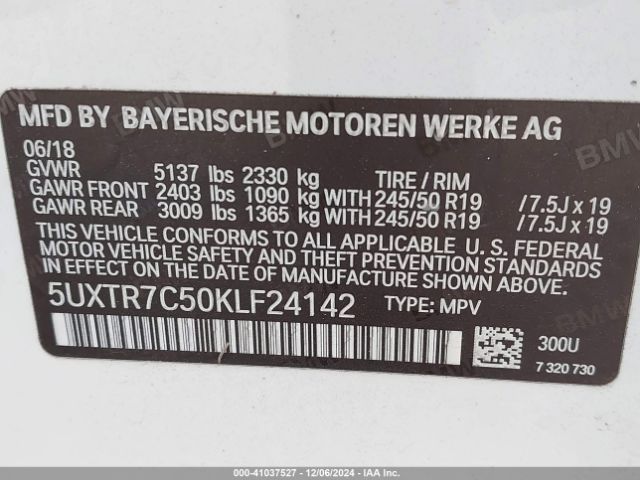 MFD BY BAYERISCHE MOTOREN WERKE AG
06/18
GVWR 5137 lbs 2330 kg TIRE / RIM
GAWR FRONT 2403 lbs 1090 kg WITH 245/50 R19 /7.5J x 19
GAWR REAR 3009 lbs 1365 kg WITH 245/50 R19 /7.5J x 19
THIS VEHICLE CONFORMS TO ALL APPLICABLE U. S. FEDERAL
MOTOR VEHICLE SAFETY AND THEFT PREVENTION STANDARDS
IN EFFECT ON THE DATE OF MANUFACTURE SHOWN ABOVE.
5UXTR7C50KLF24142 TYPE: MPV
300U
7 320 730
BMW
000-41037527 - 12/06/2024 - IAAI.COM